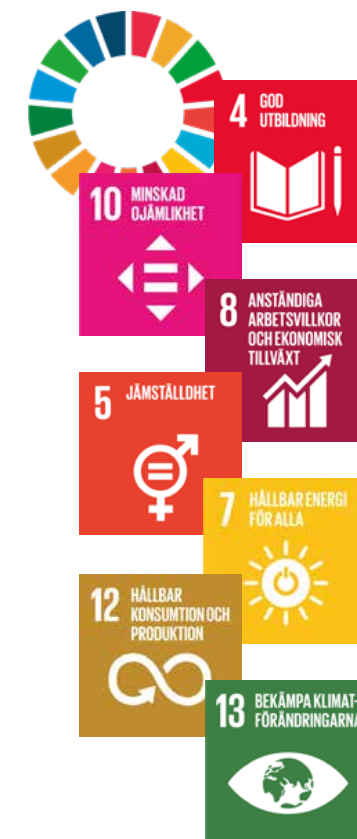 4 GOD
UTBILDNING
10 MINSKAD
OJÄMLIKHET
8 ANSTÄNDIGA
ARBETSVILLKOR
OCH EKONOMISK
TILLVÄXT
5 JÄMSTÄLLDHET
7 HÅLLBAR ENERGI
FÖR ALLA
12 HÅLLBAR
KONSUMTION OCH
PRODUKTION
13 BEKÄMPA KLIMAT-
FÖRÄNDRINGARNA